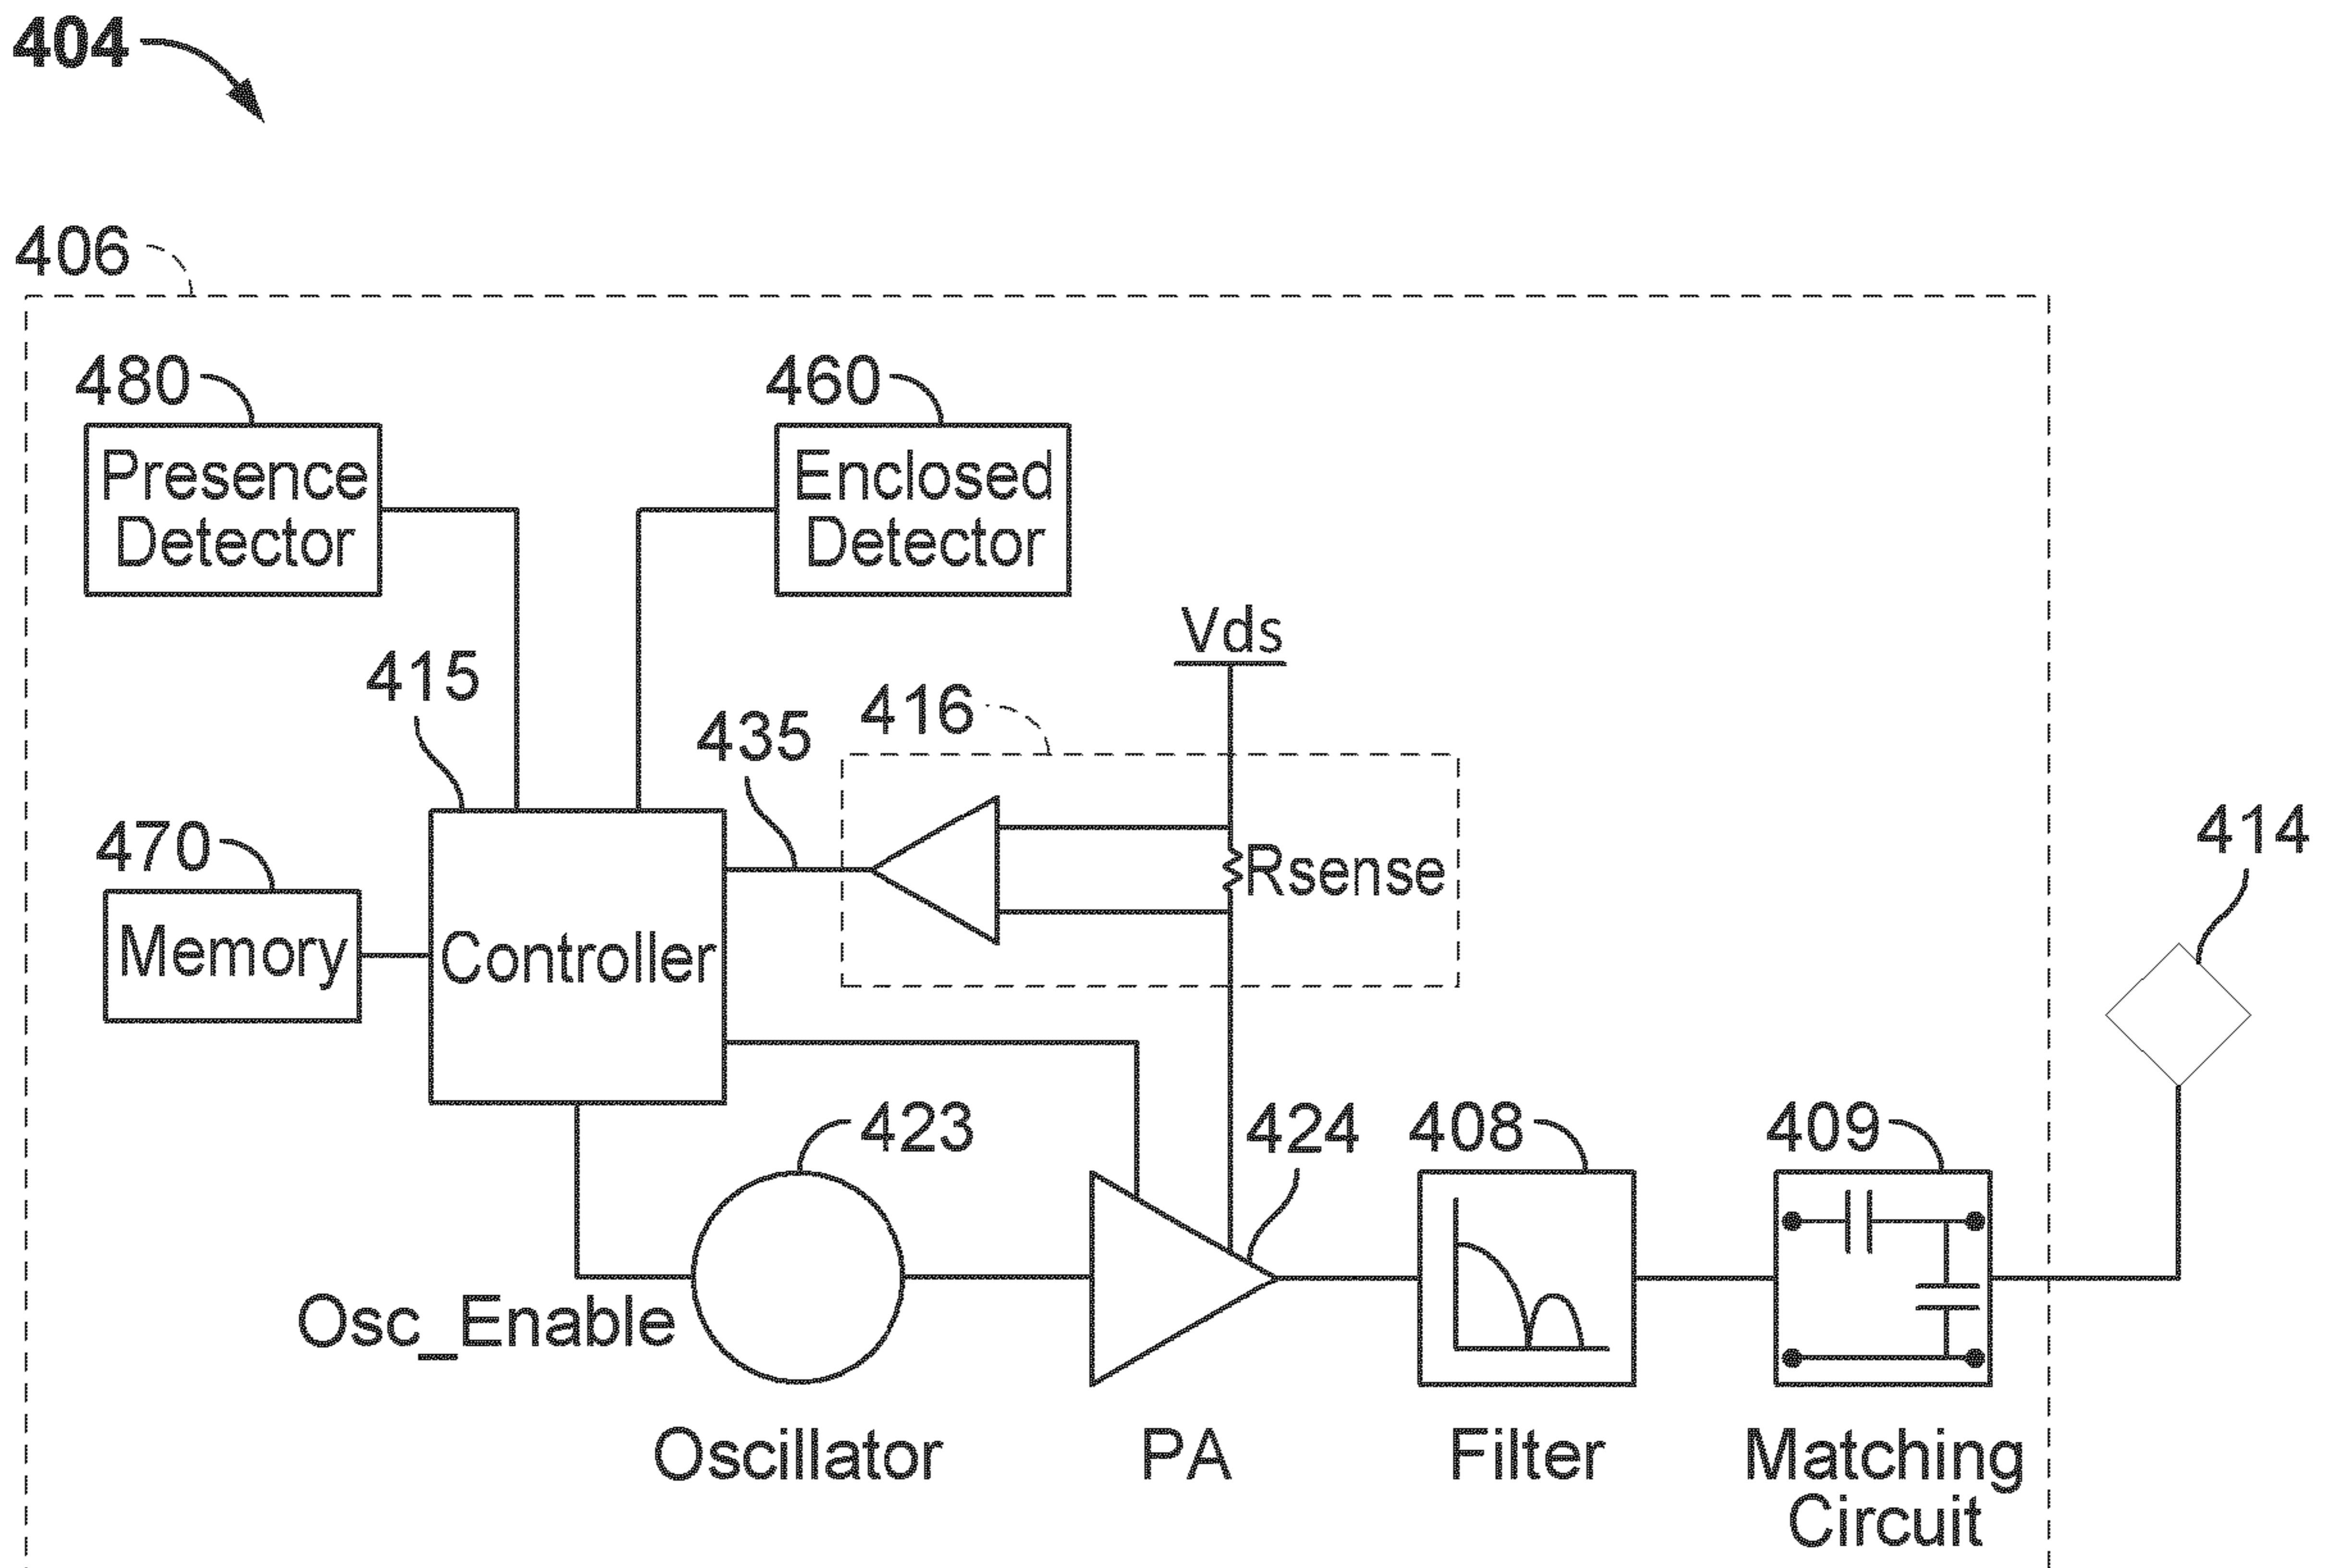 404
406
480
Presence
Detector
460
Enclosed
Detector
Vds
415
416
435
470
Memory
Controller
Rsense
414
423
424
408
409
Osc_Enable
Oscillator
PA
Filter
Matching
Circuit